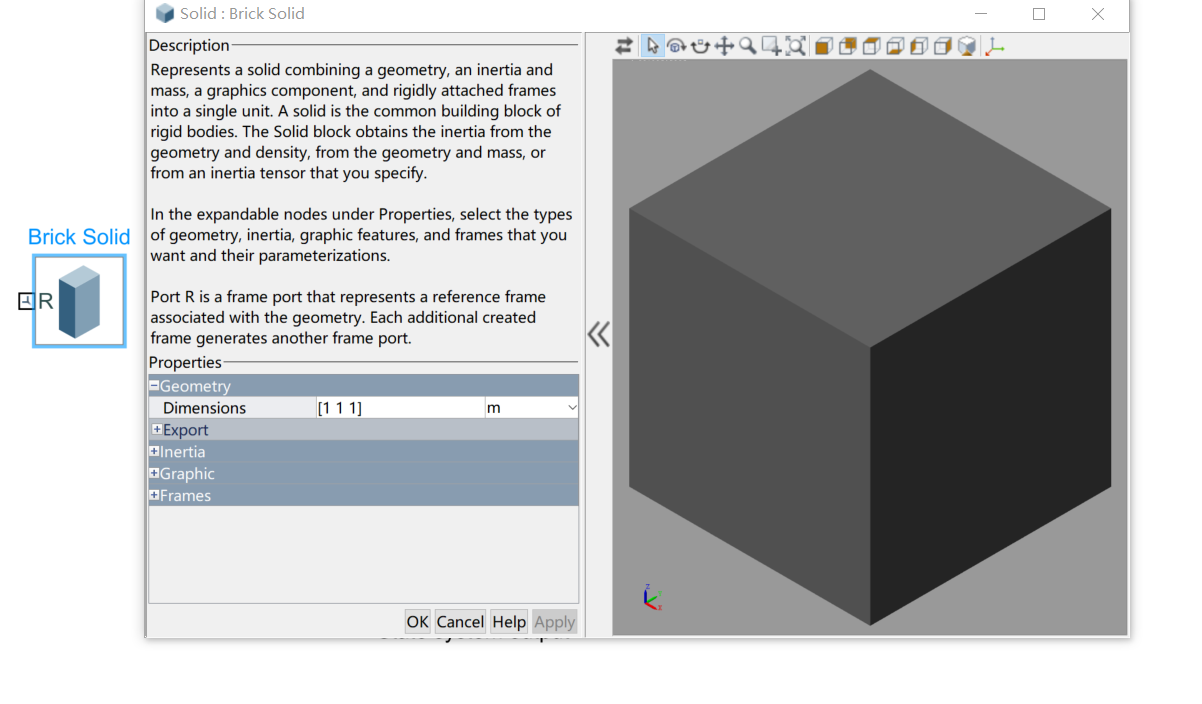 Solid : Brick Solid
Description
Represents a solid combining a geometry, an inertia and
mass, a graphics component, and rigidly attached frames
into a single unit. A solid is the common building block of
rigid bodies. The Solid block obtains the inertia from the
geometry and density, from the geometry and mass, or
from an inertia tensor that you specify.
In the expandable nodes under Properties, select the types
of geometry, inertia, graphic features, and frames that you
want and their parameterizations.
Port R is a frame port that represents a reference frame
associated with the geometry. Each additional created
frame generates another frame port.
Properties
Geometry
Dimensions [1 1 1] m
Export
Inertia
Graphic
Frames
OK Cancel Help Apply
Brick Solid
R
z
x